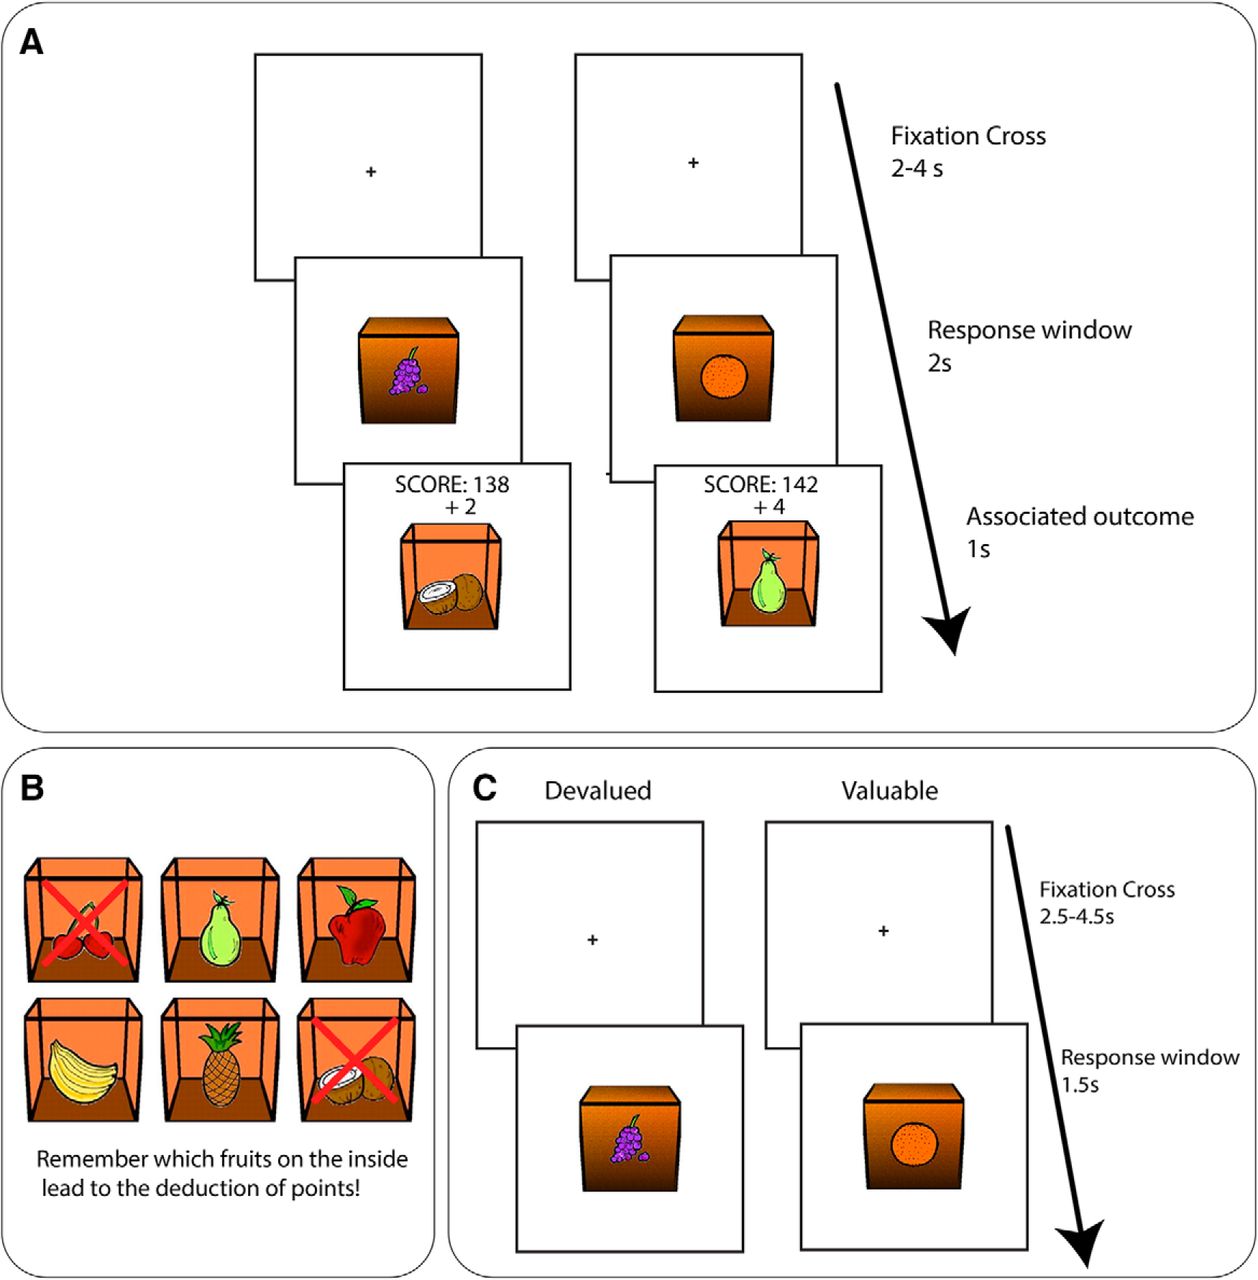 A
+
+
Fixation Cross
2-4 s
Response window
2s
SCORE: 138
+ 2
SCORE: 142
+ 4
Associated outcome
1s
B
Remember which fruits on the inside
lead to the deduction of points!
C
Devalued
Valuable
+
+
Fixation Cross
2.5-4.5s
Response window
1.5s